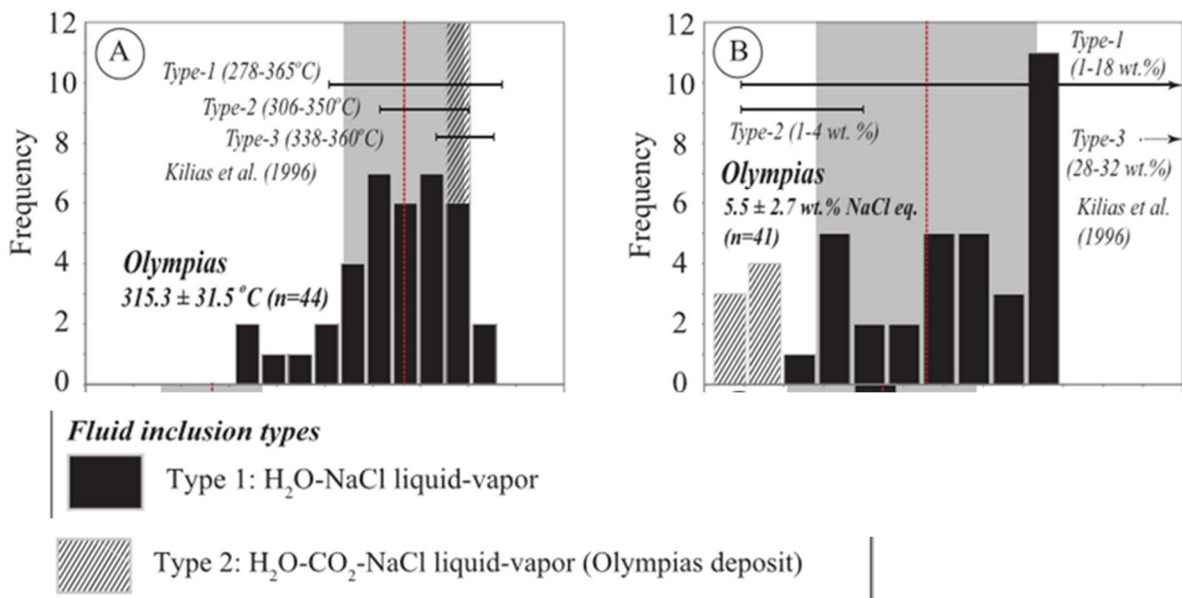 A
12
10
8
6
4
2
0
Frequency
Type-1 (278-365°C)
Type-2 (306-350°C)
Type-3 (338-360°C)
Kilias et al. (1996)
Olympias
315.3 ± 31.5 °C (n=44)
B
12
10
8
6
4
2
0
Frequency
Type-1
(1-18 wt.%)
Type-2 (1-4 wt. %)
Type-3
(28-32 wt.%)
Olympias
5.5 ± 2.7 wt.% NaCl eq.
(n=41)
Kilias et al.
(1996)
Fluid inclusion types
Type 1: H₂O-NaCl liquid-vapor
Type 2: H₂O-CO₂-NaCl liquid-vapor (Olympias deposit)